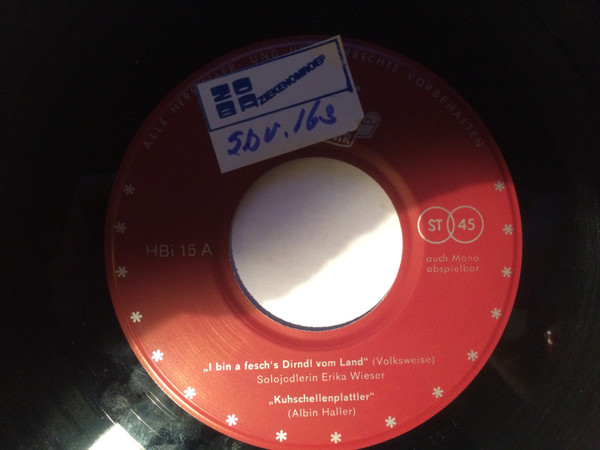 ALLE HERSTELLER- UND U RECHTE VORBEHALTEN
ZIEKENOMROEP
SDV.163
HBi 15 A
ST 45
auch Mono
abspielbar
„I bin a fesch's Dirndl vom Land“ (Volksweise)
Solojodlerin Erika Wieser
„Kuhschellenplattler“
(Albin Haller)